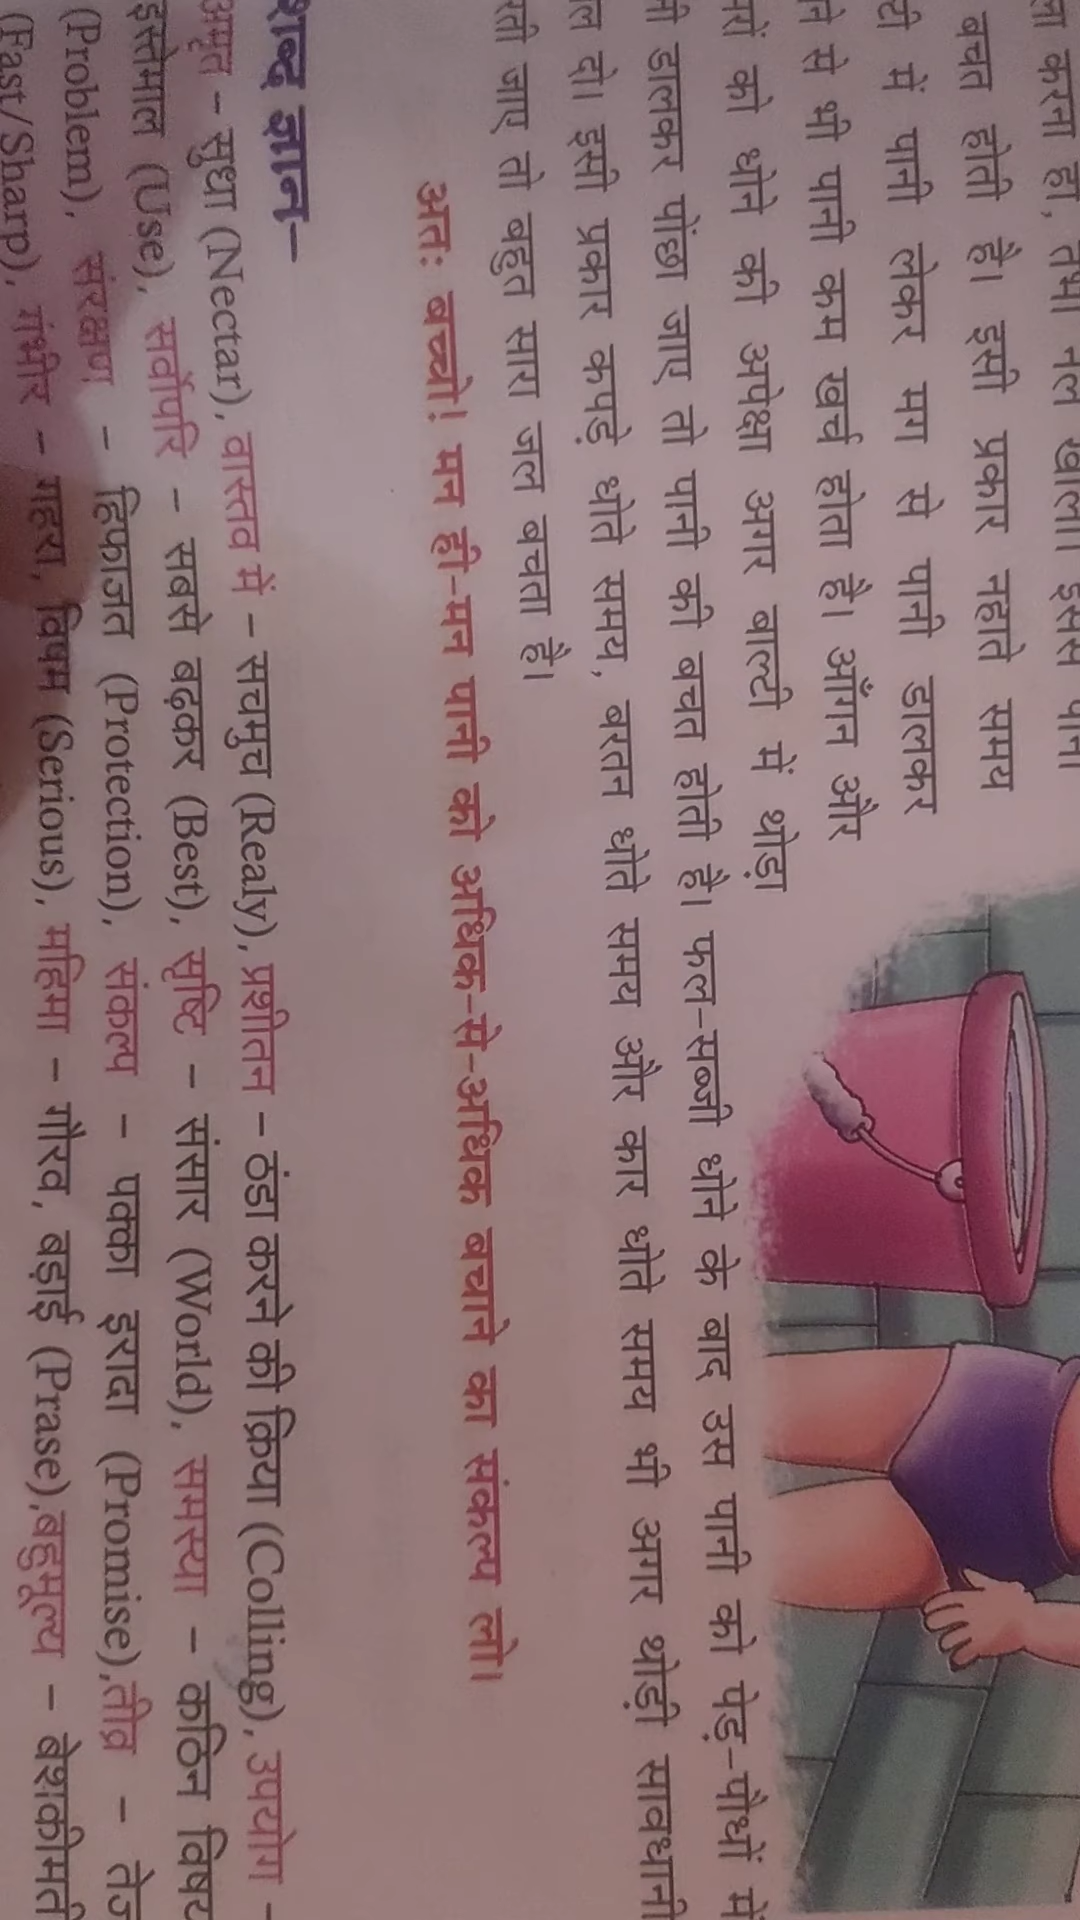 करना हो, तभी नल खोलो। इससे पानी
बचत होती है। इसी प्रकार नहाते समय
में पानी लेकर मग से पानी डालकर
से भी पानी कम खर्च होता है। आँगन और
को धोने की अपेक्षा अगर बाल्टी में थोड़ा
डालकर पोंछा जाए तो पानी की बचत होती है। फल-सब्जी धोने के बाद उस पानी को पेड़-पौधों में
दो। इसी प्रकार कपड़े धोते समय, बरतन धोते समय और कार धोते समय भी अगर थोड़ी सावधानी
जाए तो बहुत सारा जल बचता है।
अतः बच्चो! मन ही-मन पानी को अधिक-से-अधिक बचाने का संकल्प लो।
शब्द ज्ञान–
अमृत – सुधा (Nectar), वास्तव में – सचमुच (Realy), प्रशीतन – ठंडा करने की क्रिया (Colling), उपयोग –
इस्तेमाल (Use), सर्वोपरि – सबसे बढ़कर (Best), सृष्टि – संसार (World), समस्या – कठिन विषय
(Problem), संरक्षण – हिफाजत (Protection), संकल्प – पक्का इरादा (Promise),तीव्र – तेज
(Fast/Sharp), गंभीर – गहरा, विषम (Serious), महिमा – गौरव, बड़ाई (Prase),बहुमूल्य – बेशकीमती